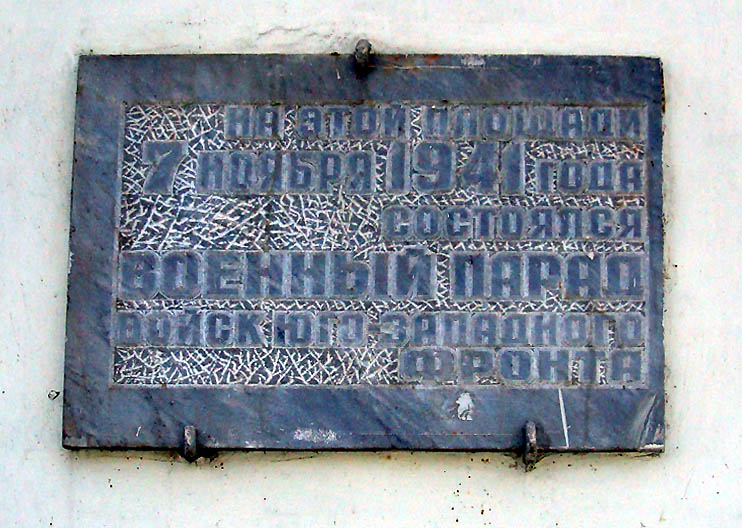 на этой площади
7 ноября 1941 года
состоялся
военный парад
войск юго-западного
фронта